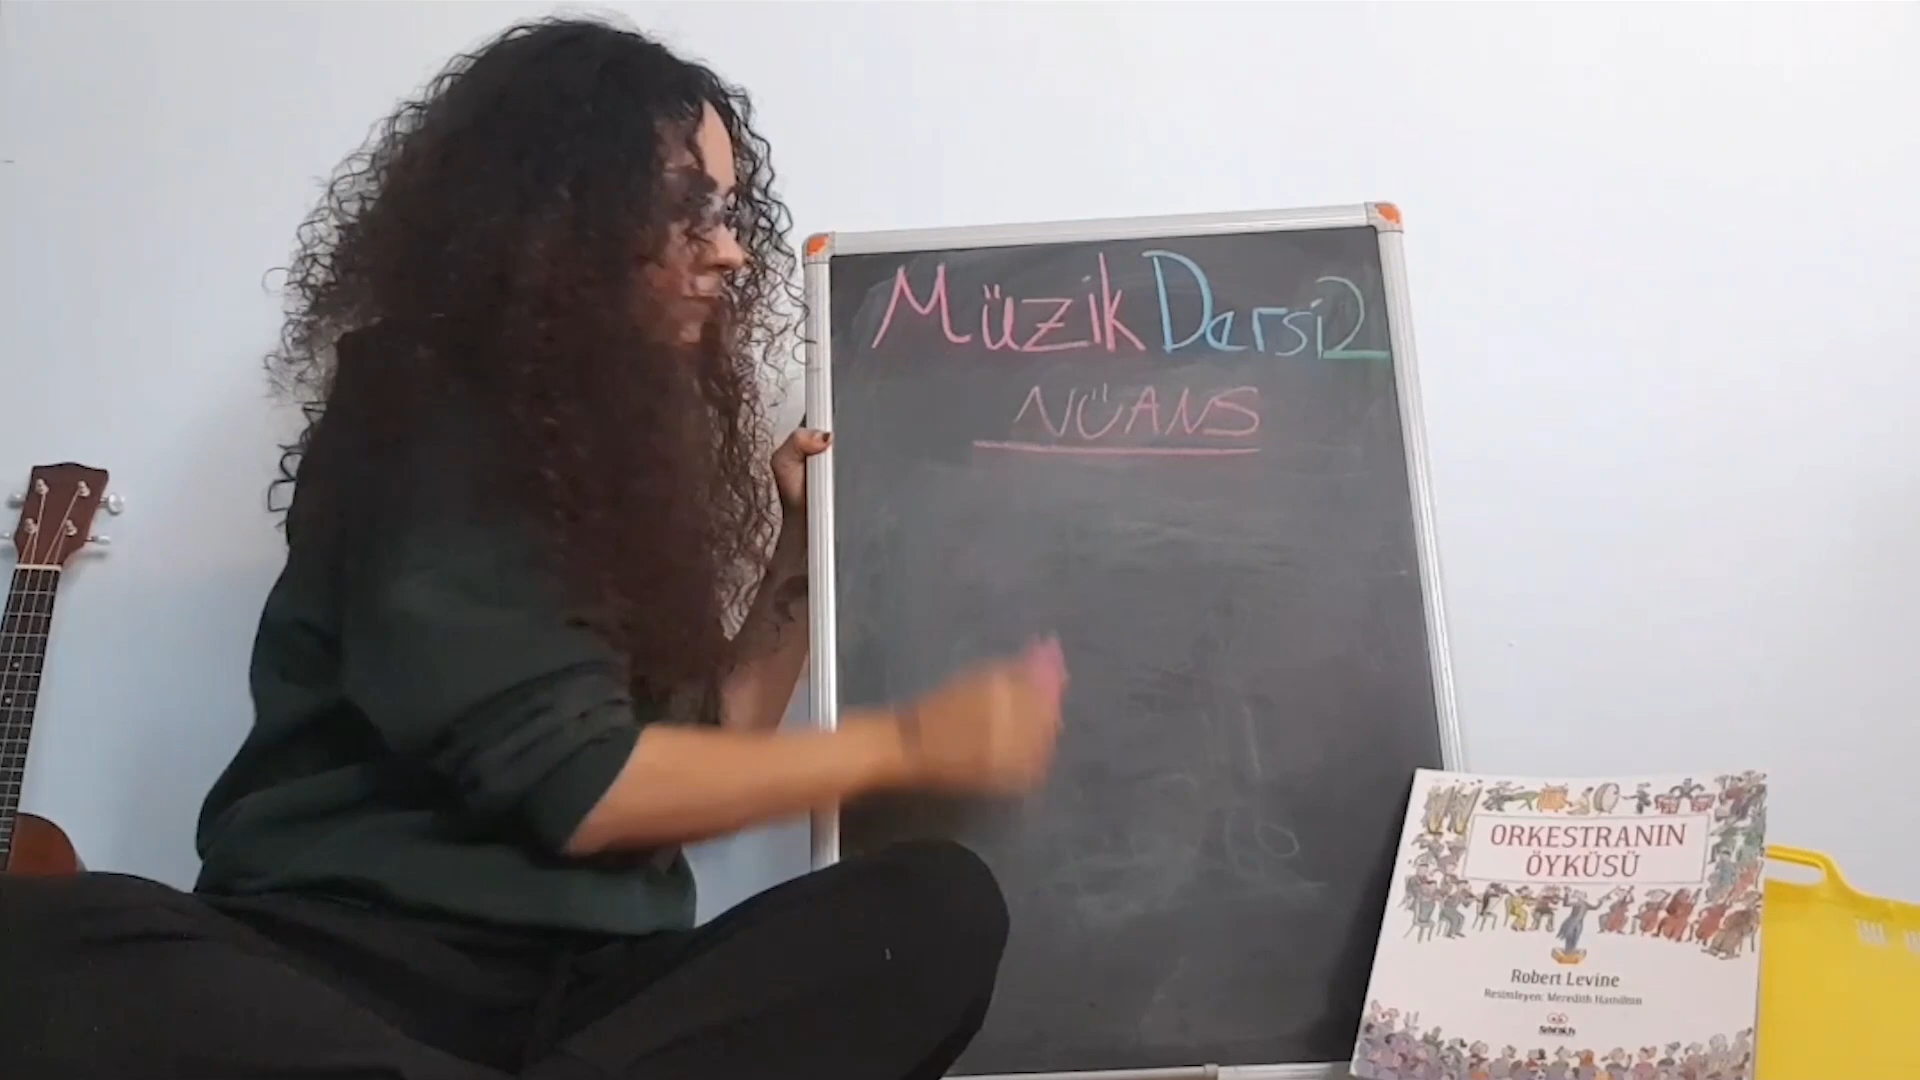 Müzik Dersi 2
NÜANS
ORKESTRANIN
ÖYKÜSÜ
Robert Levine
Resimleyen: Meredith Hamilton